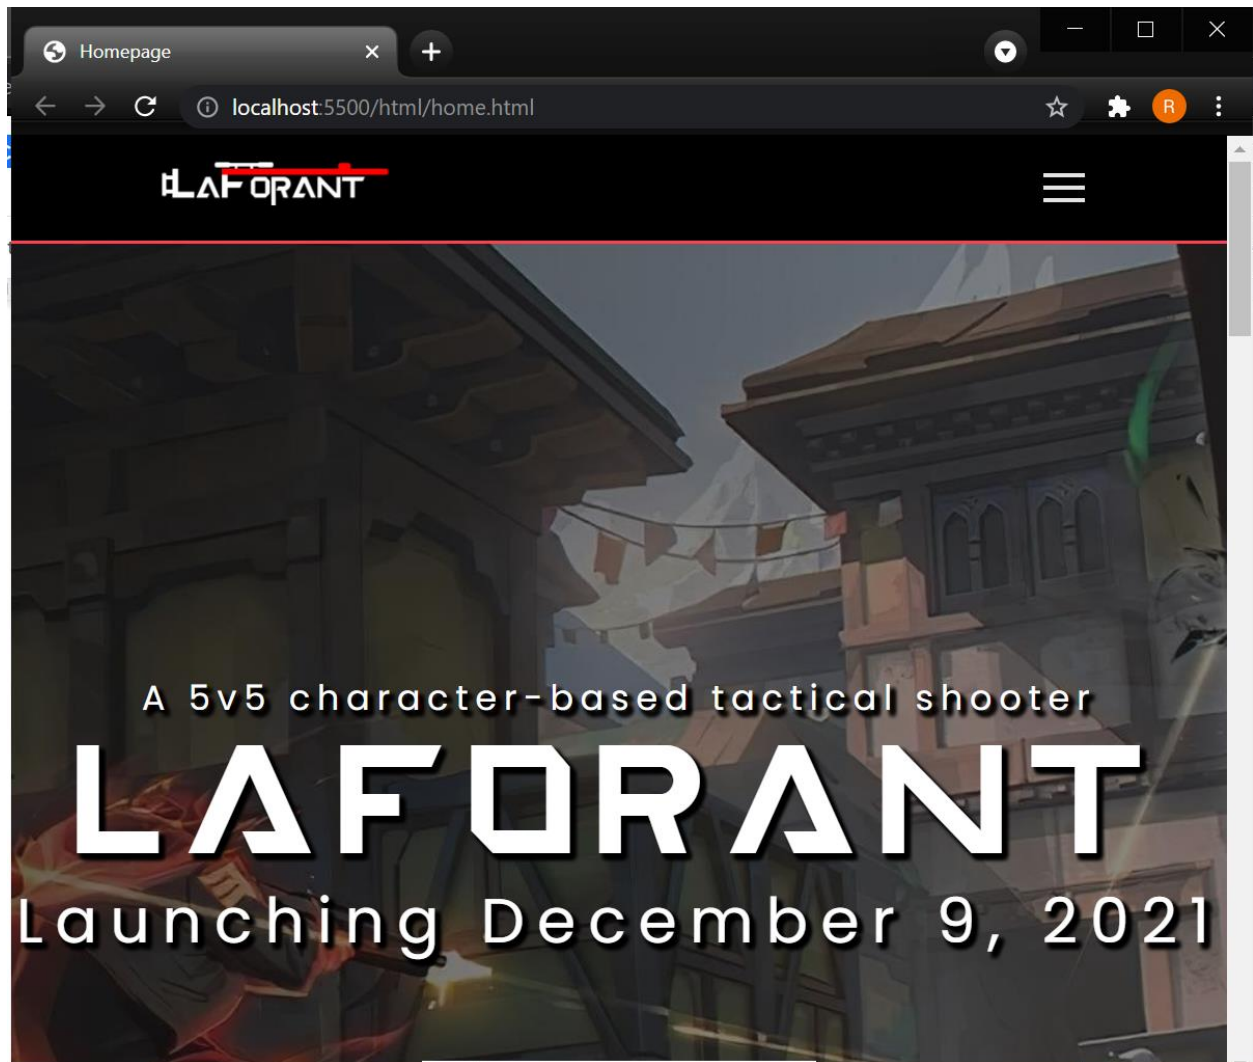 Homepage
localhost:5500/html/home.html
R
LAFORANT
A 5v5 character-based tactical shooter
LAFORANT
Launching December 9, 2021